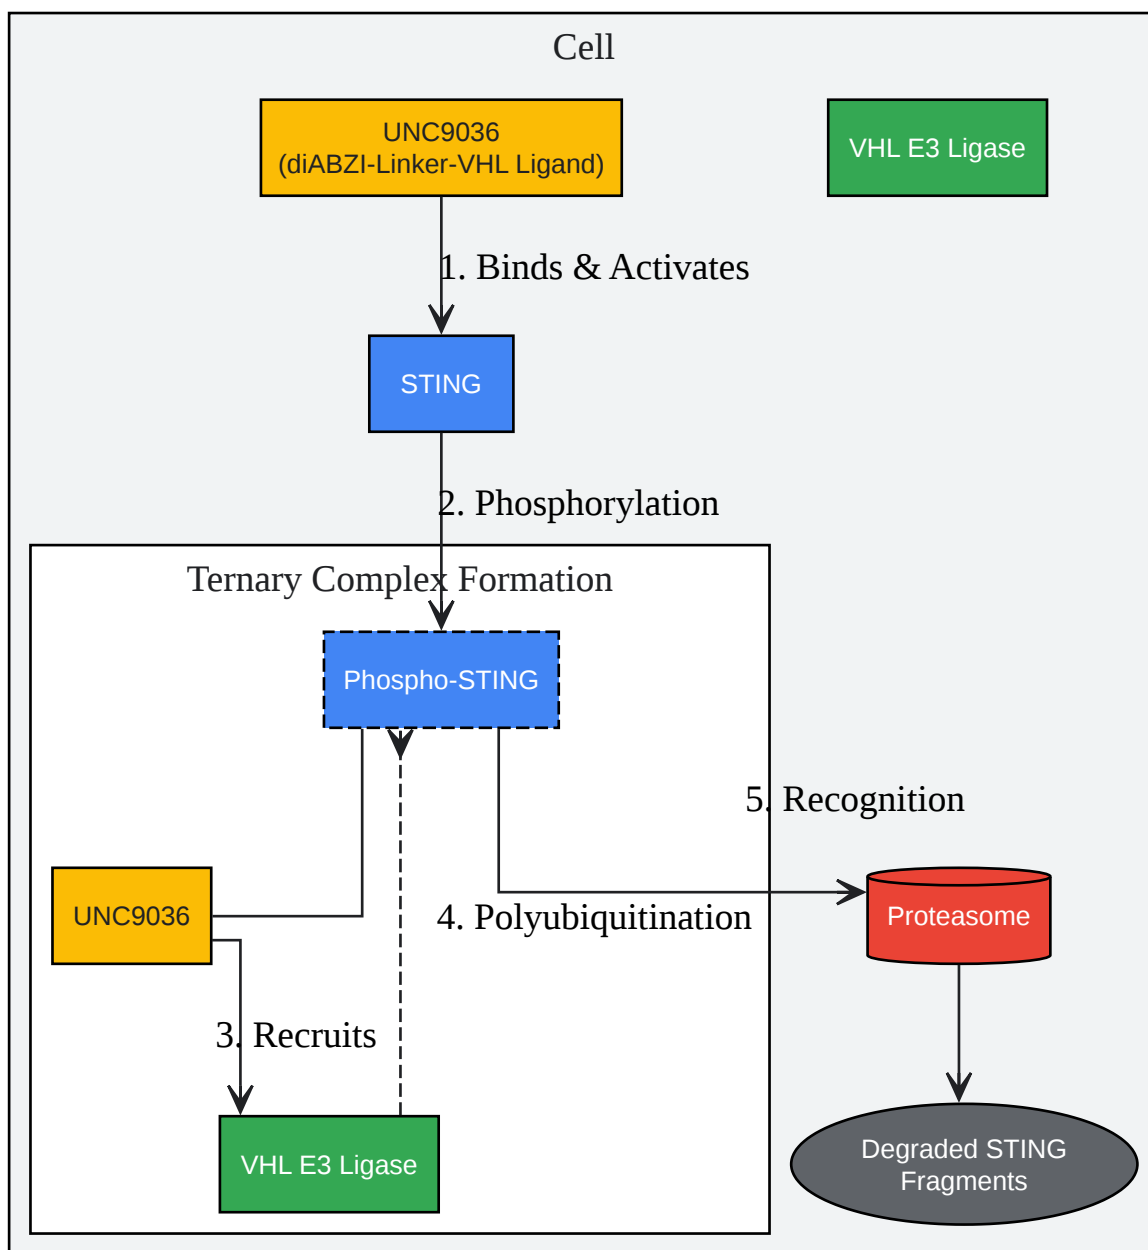 Cell
UNC9036
(diABZI-Linker-VHL Ligand)
VHL E3 Ligase
1. Binds & Activates
STING
2. Phosphorylation
Ternary Complex Formation
Phospho-STING
5. Recognition
UNC9036
4. Polyubiquitination
Proteasome
3. Recruits
VHL E3 Ligase
Degraded STING
Fragments